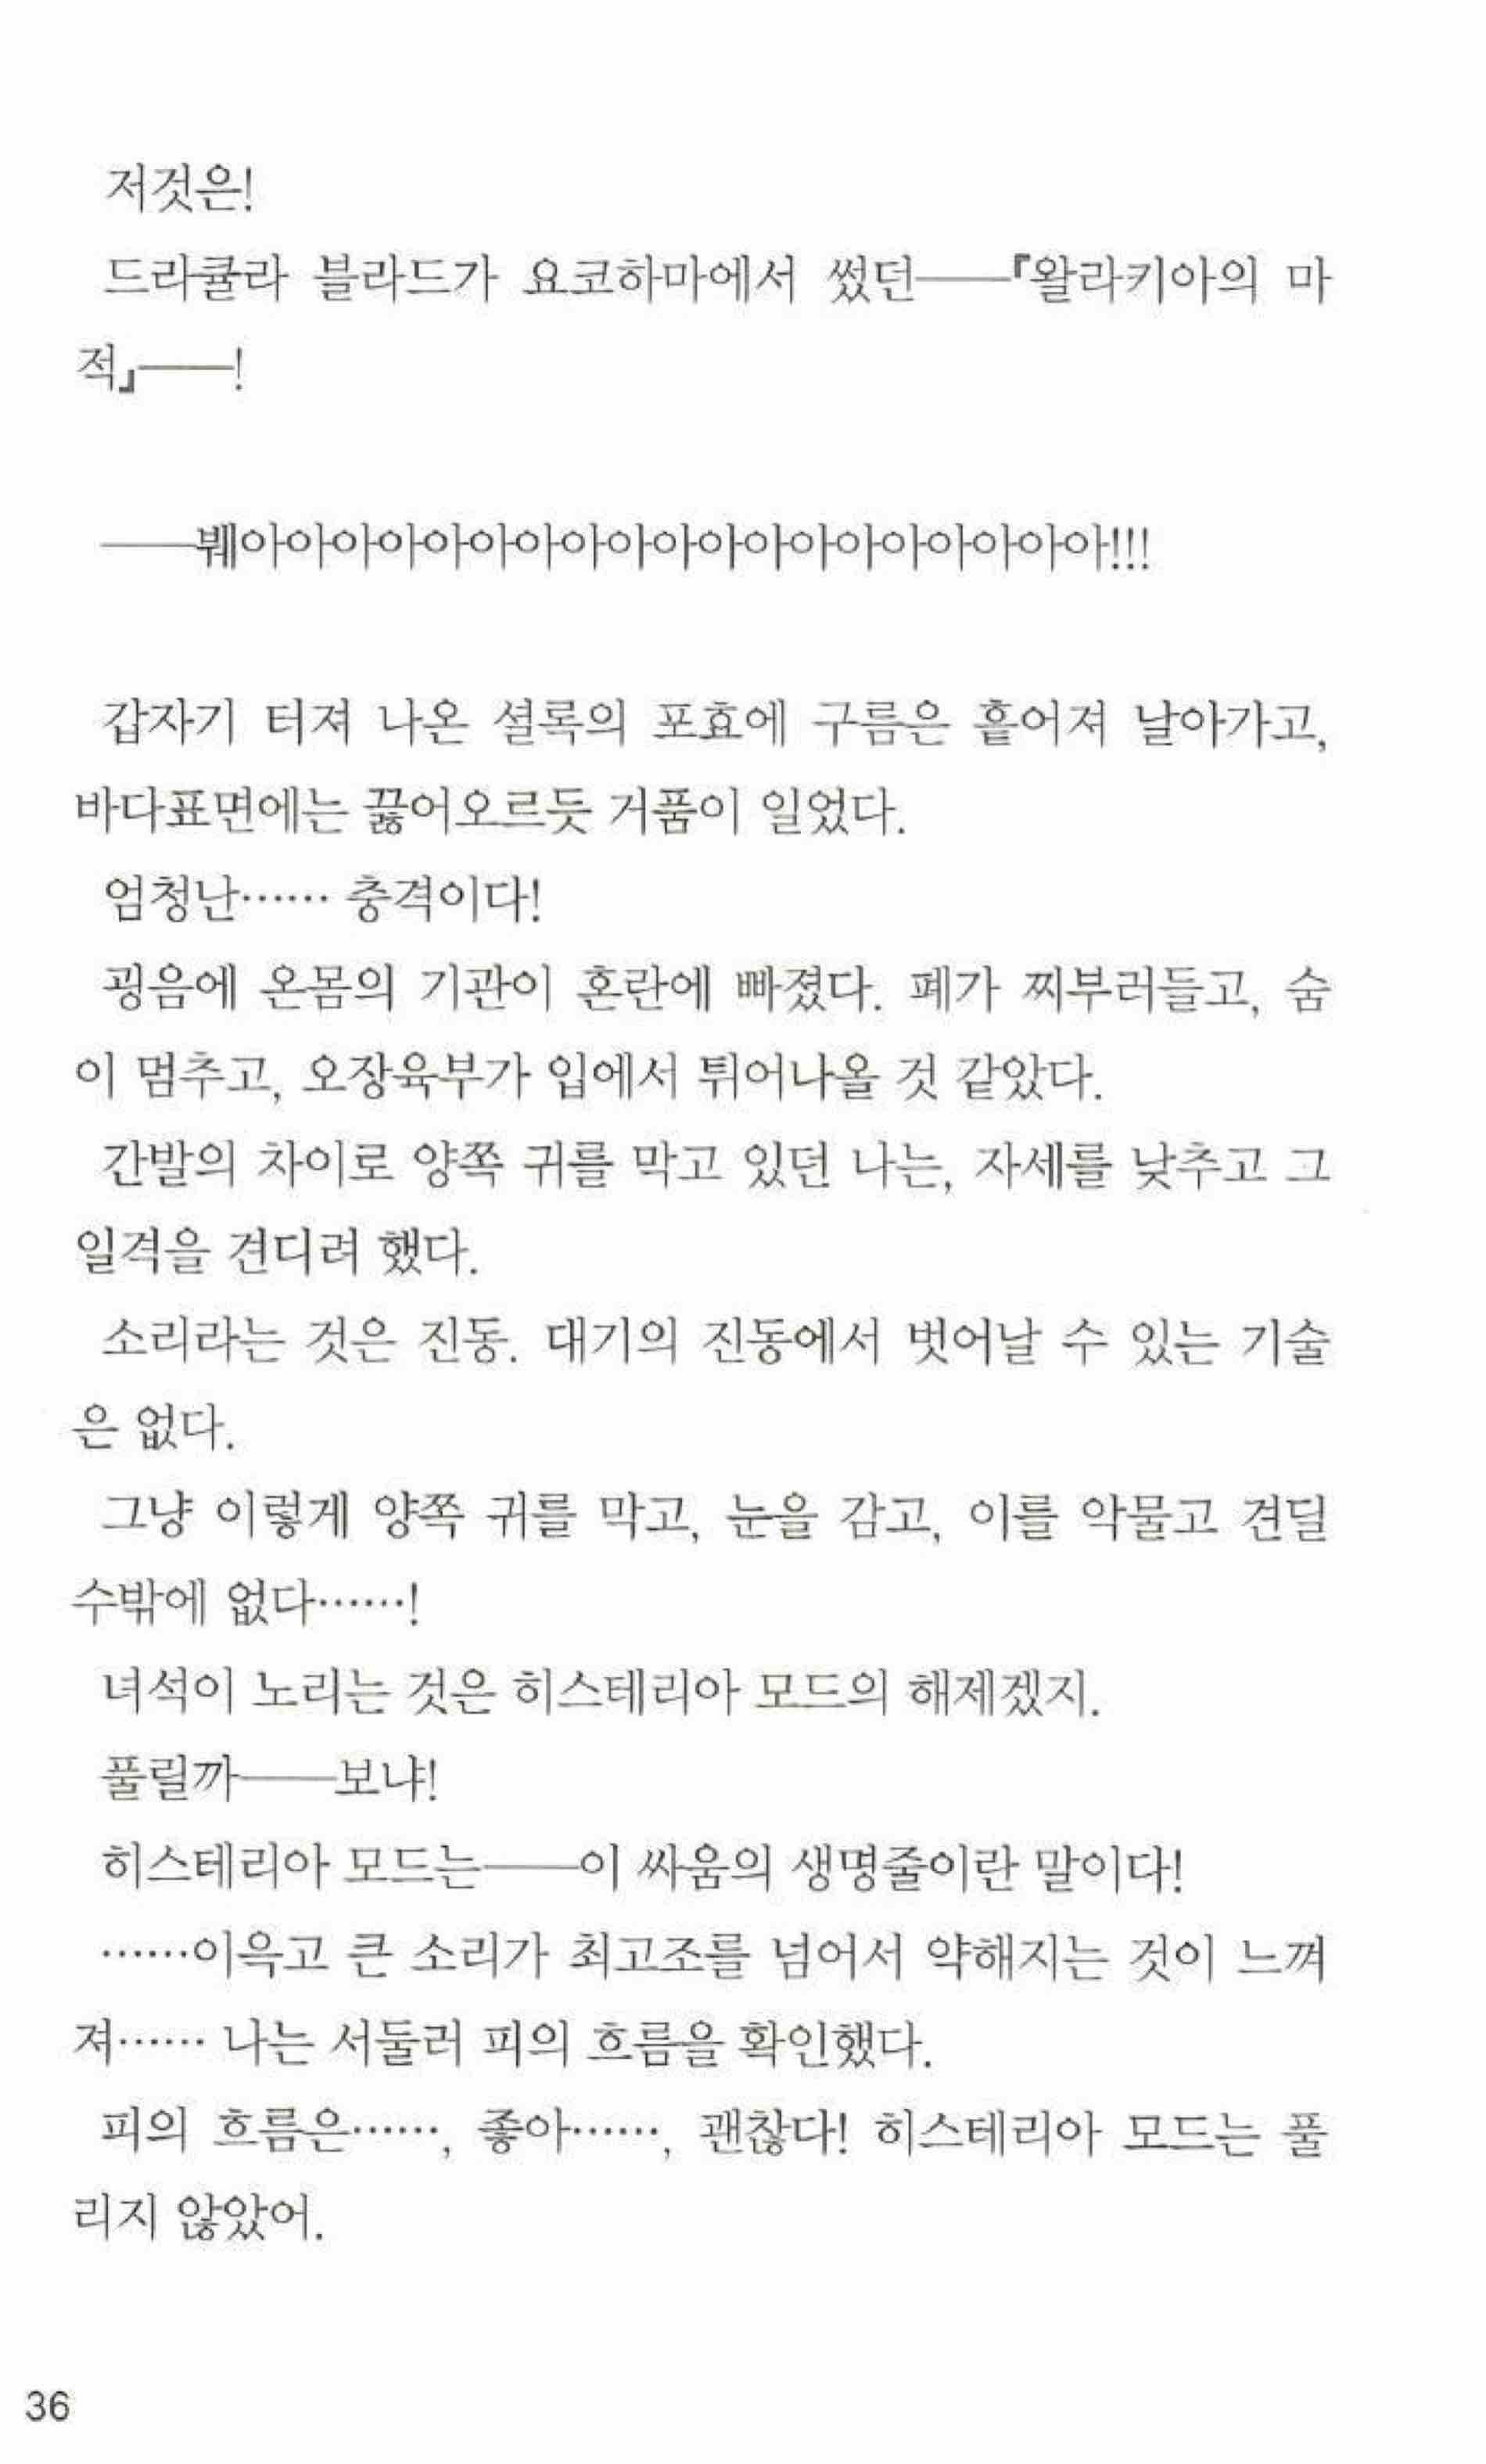 저것은!
드라큘라 블라드가 요코하마에서 썼던――『왈라키아의 마
적』――!
――붸아아아아아아아아아아아아아아아아아아아!!!
갑자기 터져 나온 셜록의 포효에 구름은 흩어져 날아가고,
바다표면에는 끓어오르듯 거품이 일었다.
엄청난…… 충격이다!
굉음에 온몸의 기관이 혼란에 빠졌다. 폐가 찌부러들고, 숨
이 멈추고, 오장육부가 입에서 튀어나올 것 같았다.
간발의 차이로 양쪽 귀를 막고 있던 나는, 자세를 낮추고 그
일격을 견디려 했다.
소리라는 것은 진동. 대기의 진동에서 벗어날 수 있는 기술
은 없다.
그냥 이렇게 양쪽 귀를 막고, 눈을 감고, 이를 악물고 견딜
수밖에 없다……!
녀석이 노리는 것은 히스테리아 모드의 해제겠지.
풀릴까――보냐!
히스테리아 모드는――이 싸움의 생명줄이란 말이다!
……이윽고 큰 소리가 최고조를 넘어서 약해지는 것이 느껴
져…… 나는 서둘러 피의 흐름을 확인했다.
피의 흐름은……, 좋아……, 괜찮다! 히스테리아 모드는 풀
리지 않았어.
36